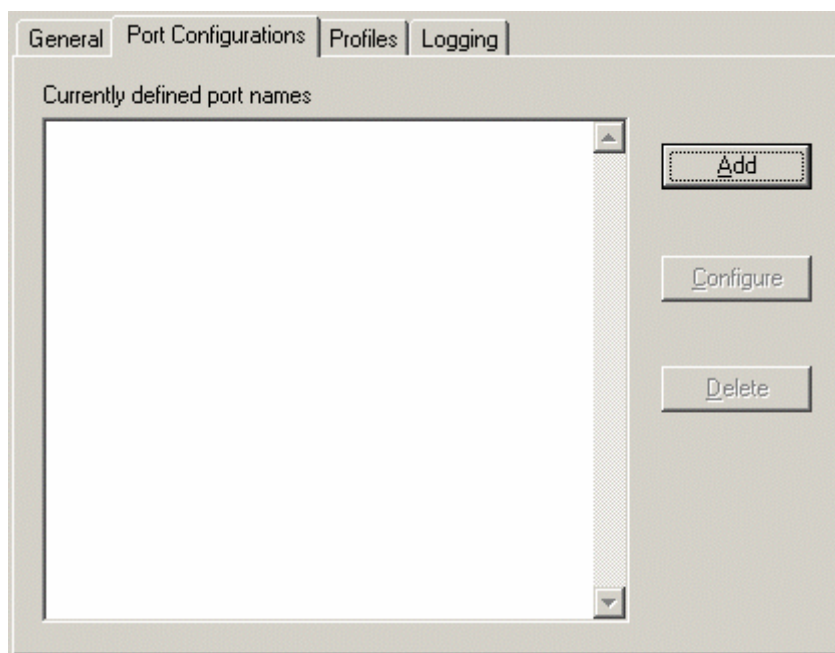 General Port Configurations Profiles Logging
Currently defined port names
Add
Configure
Delete